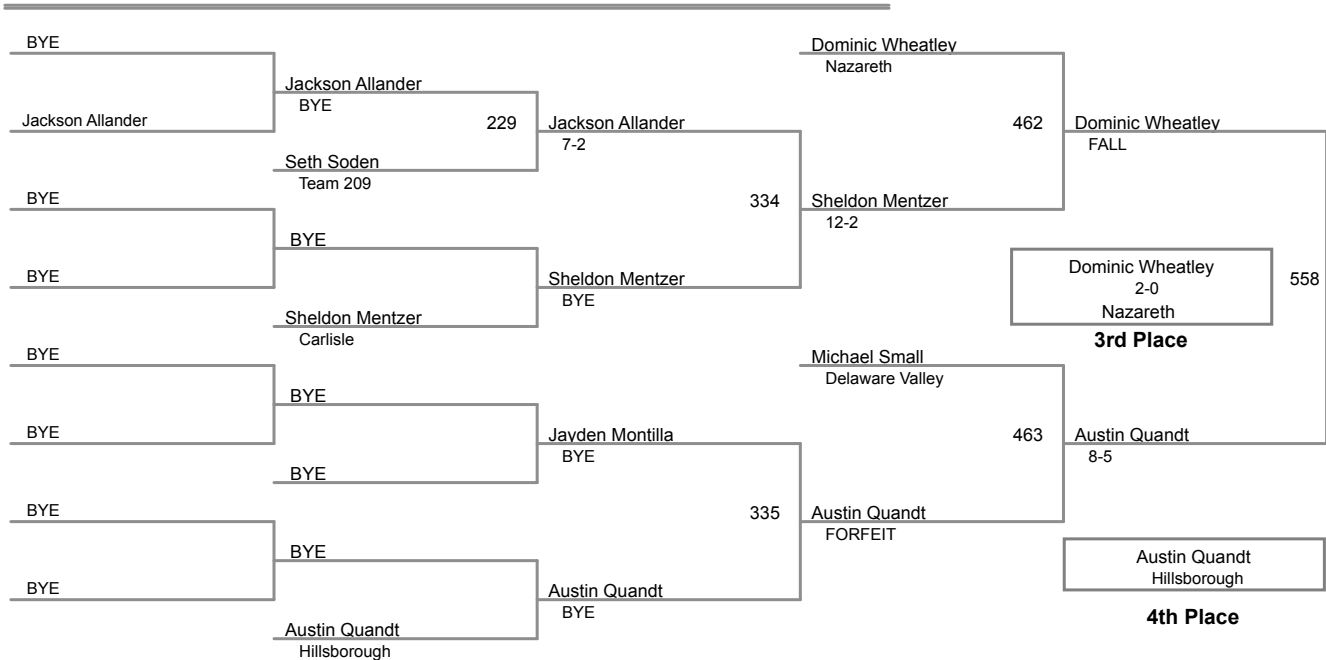 BYE
Jackson Allander
BYE
BYE
BYE
BYE
BYE
BYE
Jackson Allander
BYE
Seth Soden
Team 209
BYE
Sheldon Mentzer
Carlisle
BYE
BYE
BYE
Austin Quandt
Hillsborough
229
Jackson Allander
7-2
Sheldon Mentzer
BYE
Jayden Montilla
BYE
Austin Quandt
BYE
334
335
Dominic Wheatley
Nazareth
Sheldon Mentzer
12-2
Michael Small
Delaware Valley
Austin Quandt
FORFEIT
462
463
Dominic Wheatley
FALL
Austin Quandt
8-5
558
Dominic Wheatley
2-0
Nazareth
3rd Place
Austin Quandt
Hillsborough
4th Place